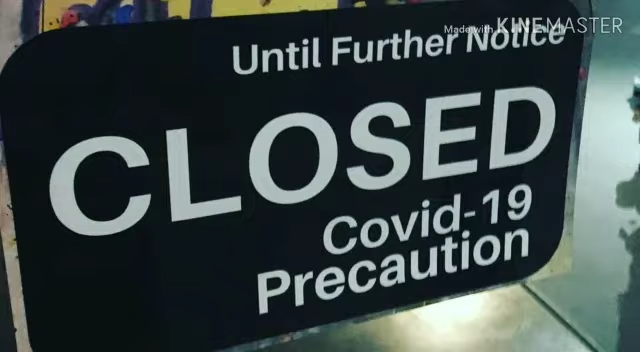 Made with KINEMASTER
Until Further Notice
CLOSED
Covid-19
Precaution